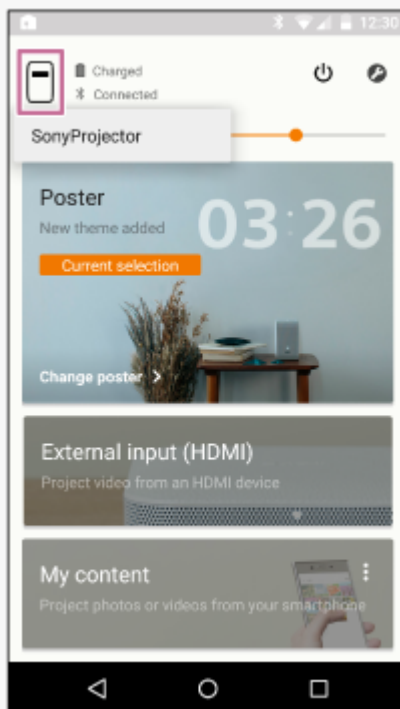 12:30
Charged
Connected
SonyProjector
Poster
03:26
New theme added
Current selection
Change poster >
External input (HDMI)
Project video from an HDMI device
My content
Project photos or videos from your smartphone